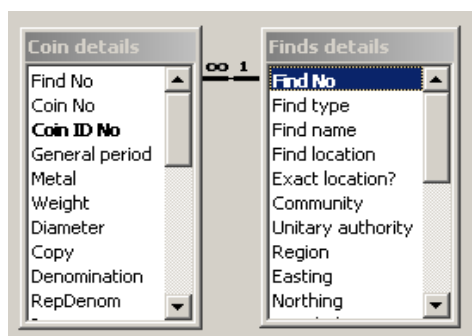 Coin details
Find No
Coin No
Coin ID No
General period
Metal
Weight
Diameter
Copy
Denomination
RepDenom
∞ 1
Finds details
Find No
Find type
Find name
Find location
Exact location?
Community
Unitary authority
Region
Easting
Northing